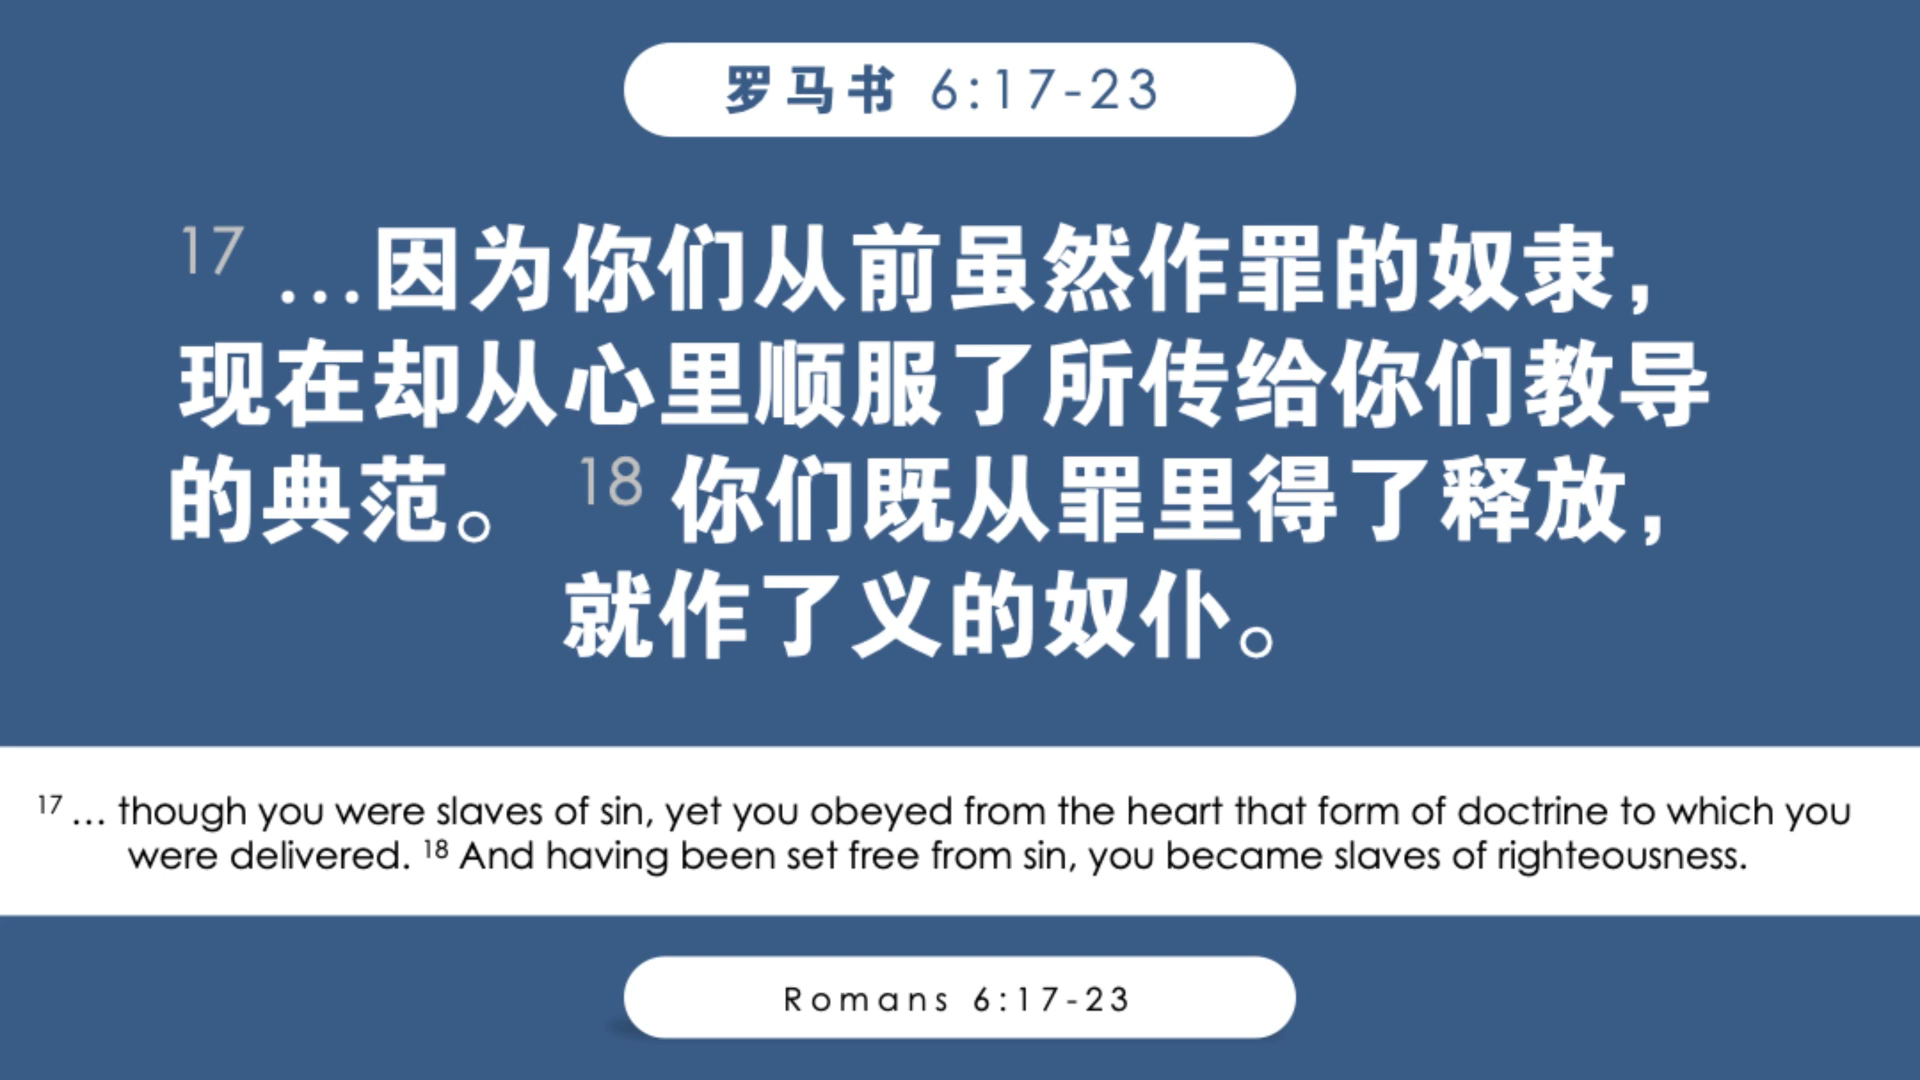 罗马书 6:17-23
17 …因为你们从前虽然作罪的奴隶，
现在却从心里顺服了所传给你们教导
的典范。 18 你们既从罪里得了释放，
就作了义的奴仆。
17 … though you were slaves of sin, yet you obeyed from the heart that form of doctrine to which you
were delivered. 18 And having been set free from sin, you became slaves of righteousness.
Romans 6:17-23